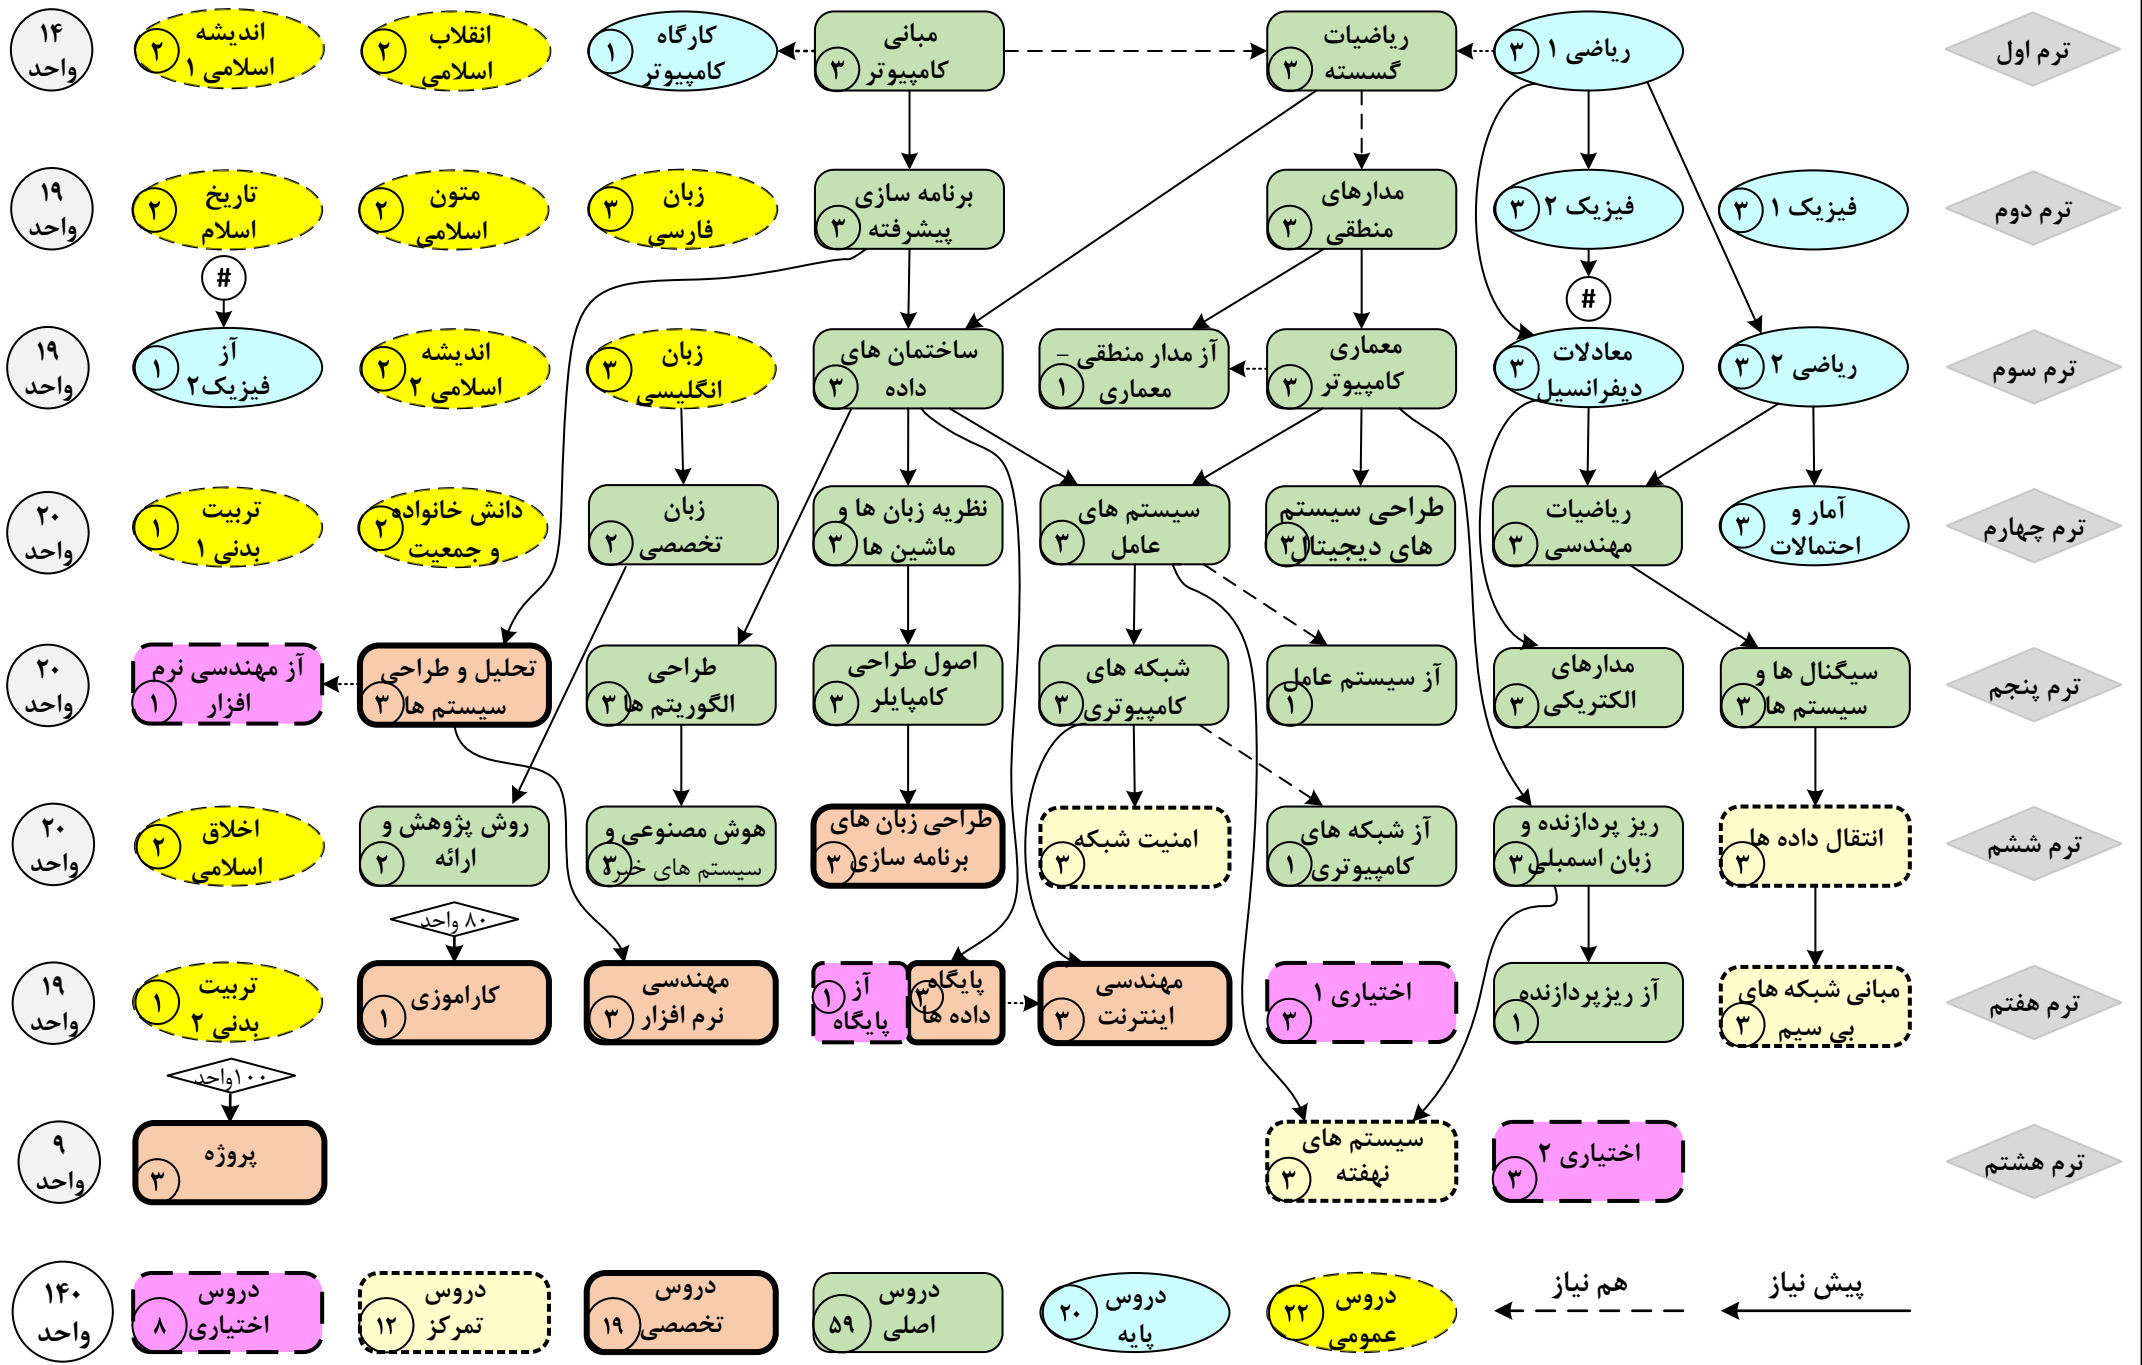 ترم اول
ریاضی ۱
۳
ریاضیات
گسسته
۳
مبانی
کامپیوتر
۳
کارگاه
کامپیوتر
۱
انقلاب
اسلامی
۲
اندیشه
اسلامی ۱
۲
۱۴
واحد
ترم دوم
فیزیک ۱
۳
فیزیک ۲
۳
مدارهای
منطقی
۳
برنامه سازی
پیشرفته
۳
زبان
فارسی
۳
متون
اسلامی
۲
تاریخ
اسلام
۲
۱۹
واحد
#
#
ترم سوم
ریاضی ۲
۳
معادلات
دیفرانسیل
۳
معماری
کامپیوتر
۳
آز مدار منطقی –
معماری
۱
ساختمان های
داده
۳
زبان
انگلیسی
۳
اندیشه
اسلامی ۲
۲
آز
فیزیک۲
۱
۱۹
واحد
ترم چهارم
آمار و
احتمالات
۳
ریاضیات
مهندسی
۳
طراحی سیستم
های دیجیتال
۳
سیستم های
عامل
۳
نظریه زبان ها و
ماشین ها
۳
زبان
تخصصی
۲
دانش خانواده
و جمعیت
۲
تربیت
بدنی ۱
۱
۲۰
واحد
ترم پنجم
سیگنال ها و
سیستم ها
۳
مدارهای
الکتریکی
۳
آز سیستم عامل
۱
شبکه های
کامپیوتری
۳
اصول طراحی
کامپایلر
۳
طراحی
الگوریتم ها
۳
تحلیل و طراحی
سیستم ها
۳
آز مهندسی نرم
افزار
۱
۲۰
واحد
ترم ششم
انتقال داده ها
۳
ریز پردازنده و
زبان اسمبلی
۳
آز شبکه های
کامپیوتری
۱
امنیت شبکه
۳
طراحی زبان های
برنامه سازی
۳
هوش مصنوعی و
سیستم های خبره
۳
روش پژوهش و
ارائه
۲
اخلاق
اسلامی
۲
۲۰
واحد
۸۰ واحد
ترم هفتم
مبانی شبکه های
بی سیم
۳
آز ریزپردازنده
۱
اختیاری ۱
۳
مهندسی
اینترنت
۳
پایگاه
داده ها
۳
آز
پایگاه
۱
مهندسی
نرم افزار
۳
کاراموزی
۱
تربیت
بدنی ۲
۱
۱۹
واحد
۱۰۰واحد
ترم هشتم
اختیاری ۲
۳
سیستم های
نهفته
۳
پروژه
۳
۹
واحد
پیش نیاز
هم نیاز
دروس
عمومی
۲۲
دروس
پایه
۲۰
دروس
اصلی
۵۹
دروس
تخصصی
۱۹
دروس
تمرکز
۱۲
دروس
اختیاری
۸
۱۴۰
واحد